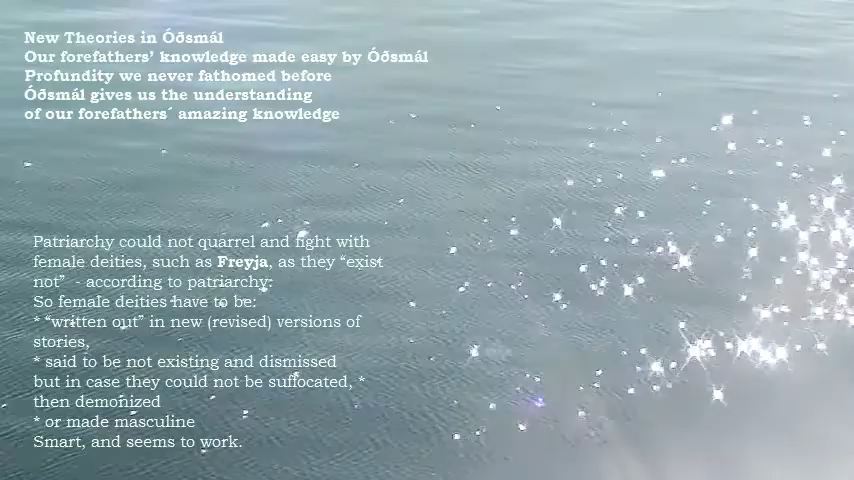 New Theories in Óðsmál
Our forefathers’ knowledge made easy by Óðsmál
Profundity we never fathomed before
Óðsmál gives us the understanding
of our forefathers´ amazing knowledge
Patriarchy could not quarrel and fight with
female deities, such as Freyja, as they “exist
not” - according to patriarchy:
So female deities have to be:
* “written out” in new (revised) versions of
stories,
* said to be not existing and dismissed
but in case they could not be suffocated, *
then demonized
* or made masculine
Smart, and seems to work.